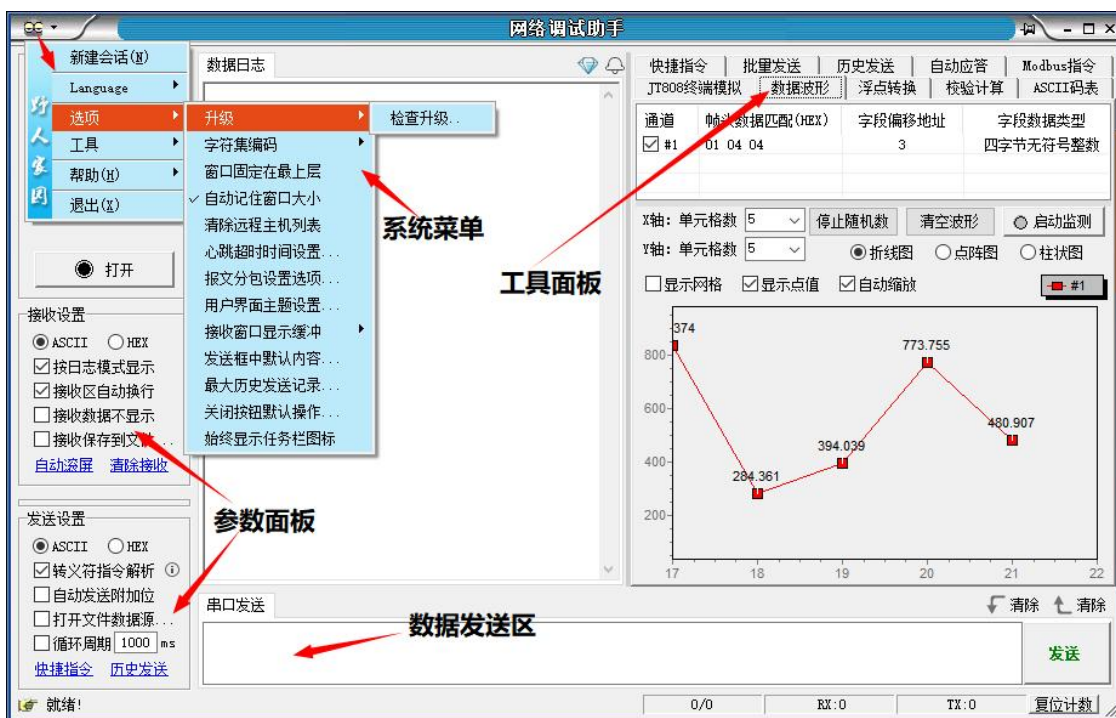 网络调试助手
新建会话(N)
Language
选项
工具
帮助(H)
退出(X)
野人家园
升级
字符集编码
窗口固定在最上层
自动记住窗口大小
清除远程主机列表
心跳超时时间设置...
报文分包设置选项...
用户界面主题设置...
接收窗口显示缓冲
发送框中默认内容...
最大历史发送记录...
关闭按钮默认操作...
始终显示任务栏图标
检查升级..
系统菜单
打开
接收设置
ASCII HEX
按日志模式显示
接收区自动换行
接收数据不显示
接收保存到文件...
自动滚屏 清除接收
参数面板
发送设置
ASCII HEX
转义符指令解析
自动发送附加位
打开文件数据源...
循环周期 1000 ms
快捷指令 历史发送
数据日志
串口发送
数据发送区
清除 清除
发送
快捷指令 批量发送 历史发送 自动应答 Modbus指令
JT808终端模拟 数据波形 浮点转换 校验计算 ASCII码表
通道 帧头数据匹配(HEX) 字段偏移地址 字段数据类型
#1 01 04 04 3 四字节无符号整数
X轴: 单元格数 5 停止随机数 清空波形 启动监测
Y轴: 单元格数 5 折线图 点阵图 柱状图
工具面板
显示网格 显示点值 自动缩放 #1
374
773.755
480.907
394.039
284.361
800
600
400
200
17 18 19 20 21 22
就绪! 0/0 RX:0 TX:0 复位计数